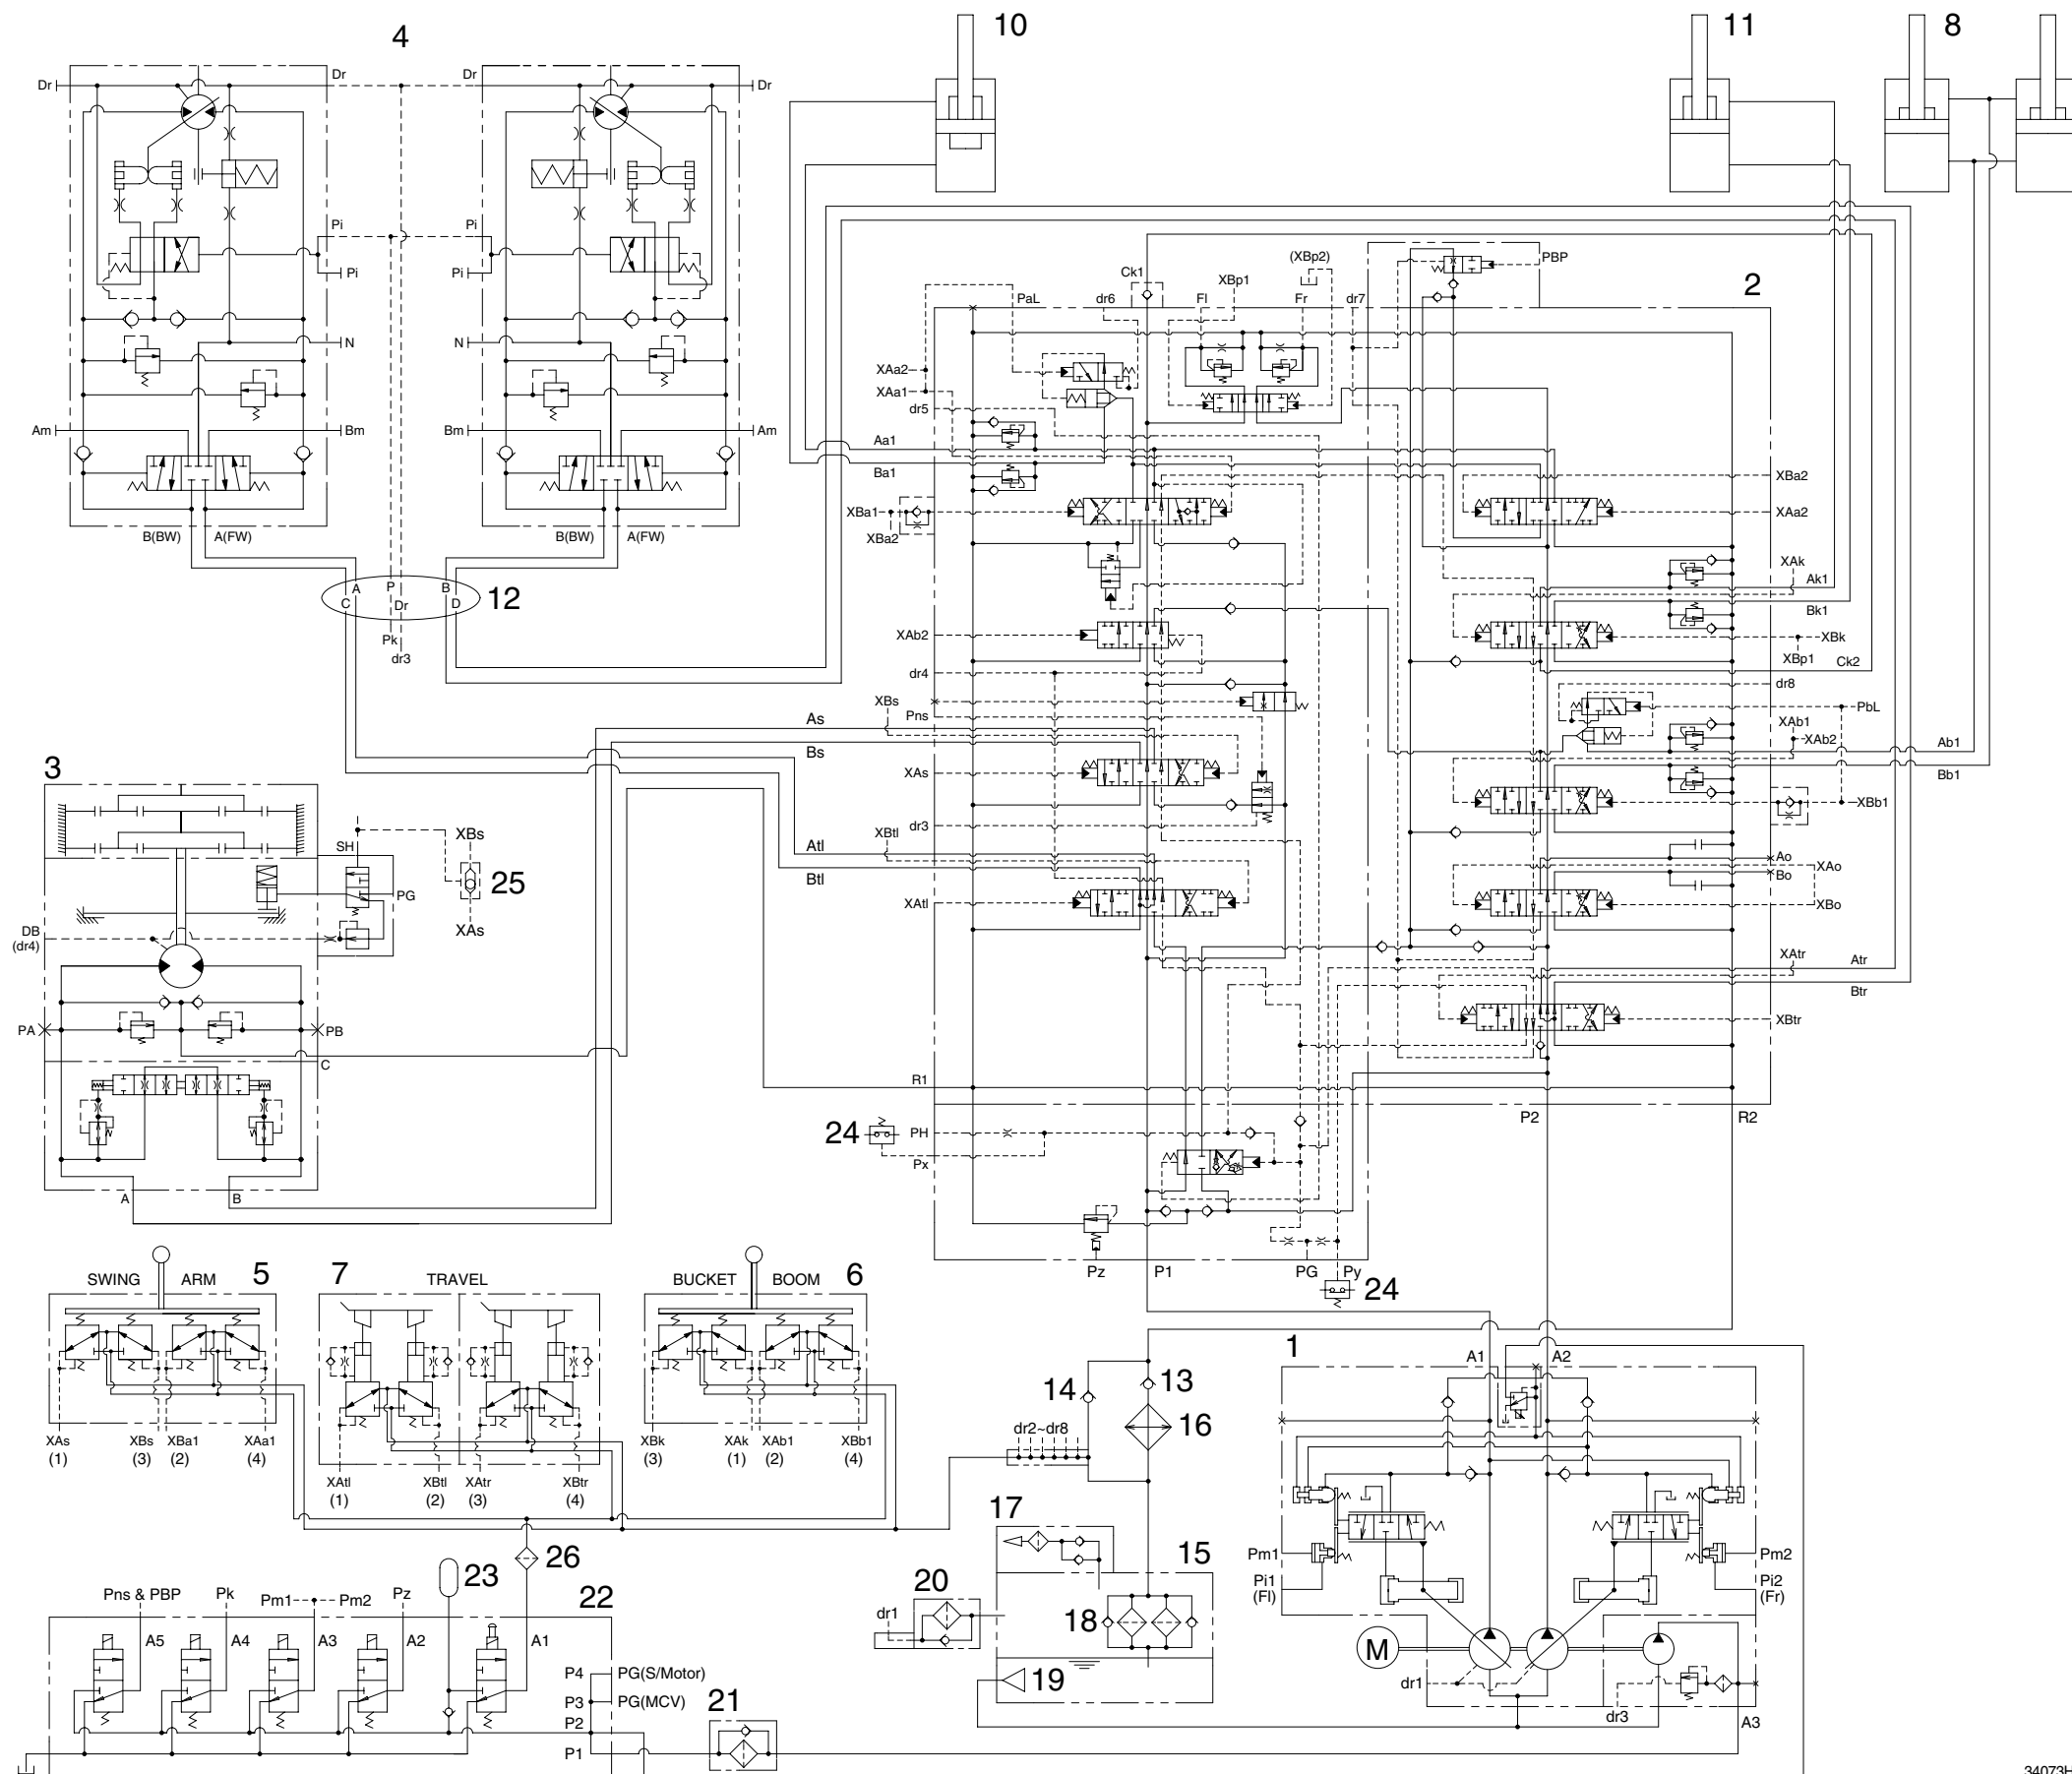 4
10
11
8
Dr
Dr
Dr
Dr
Pi
Pi
Pi
Pi
N
N
Am
Bm
Bm
Am
B(BW)
A(FW)
B(BW)
A(FW)
A
P
B
C
Dr
D
12
Pk
dr3
2
(XBp2)
PBP
Ck1
XBp1
PaL
dr6
Fl
Fr
dr7
XAa2
XAa1
dr5
Aa1
Ba1
XBa1
XBa2
XBa2
XAa2
XAk
Ak1
Bk1
XAb2
XBk
XBp1
Ck2
dr4
dr8
XBs
Pns
PbL
XAb1
XAb2
Ab1
Bb1
As
Bs
XAs
XBb1
dr3
XBtl
Atl
Btl
XAtl
Ao
XAo
Bo
XBo
XAtr
Atr
Btr
XBtr
3
SH
XBs
25
PG
XAs
DB
(dr4)
PA
PB
C
A
B
R1
P2
R2
24
PH
Px
Pz
P1
PG
Py
24
SWING
ARM
5
7
TRAVEL
BUCKET
BOOM
6
XAs
(1)
XBs
(3)
XBa1
(2)
XAa1
(4)
XAtl
(1)
XBtl
(2)
XAtr
(3)
XBtr
(4)
XBk
(3)
XAk
(1)
XAb1
(2)
XBb1
(4)
14
13
16
dr2~dr8
1
A1
A2
Pm1
Pm2
Pi1
(Fl)
Pi2
(Fr)
M
dr1
dr3
A3
17
15
20
dr1
18
19
26
23
22
Pns & PBP
Pk
Pm1
Pm2
Pz
A5
A4
A3
A2
A1
P4
PG(S/Motor)
P3
PG(MCV)
P2
P1
21